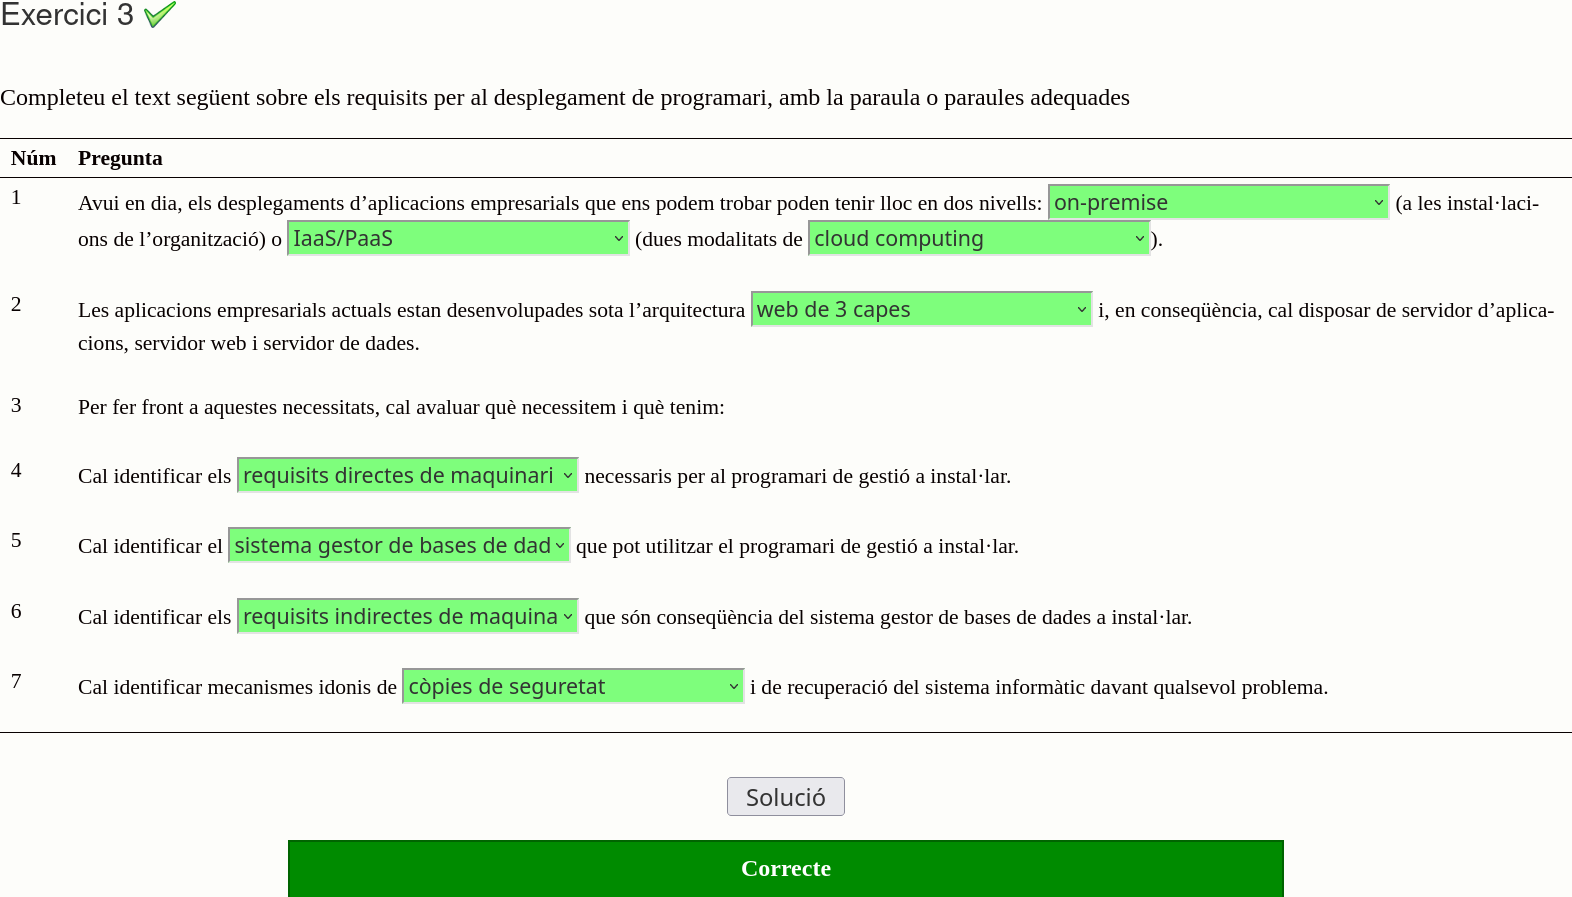 Exercici 3
Completeu el text següent sobre els requisits per al desplegament de programari, amb la paraula o paraules adequades
Núm Pregunta
1 Avui en dia, els desplegaments d’aplicacions empresarials que ens podem trobar poden tenir lloc en dos nivells: on-premise (a les instal·laci-
ons de l’organització) o IaaS/PaaS (dues modalitats de cloud computing).
2 Les aplicacions empresarials actuals estan desenvolupades sota l’arquitectura web de 3 capes i, en conseqüència, cal disposar de servidor d’aplica-
cions, servidor web i servidor de dades.
3 Per fer front a aquestes necessitats, cal avaluar què necessitem i què tenim:
4 Cal identificar els requisits directes de maquinari necessaris per al programari de gestió a instal·lar.
5 Cal identificar el sistema gestor de bases de dad que pot utilitzar el programari de gestió a instal·lar.
6 Cal identificar els requisits indirectes de maquina que són conseqüència del sistema gestor de bases de dades a instal·lar.
7 Cal identificar mecanismes idonis de còpies de seguretat i de recuperació del sistema informàtic davant qualsevol problema.
Solució
Correcte